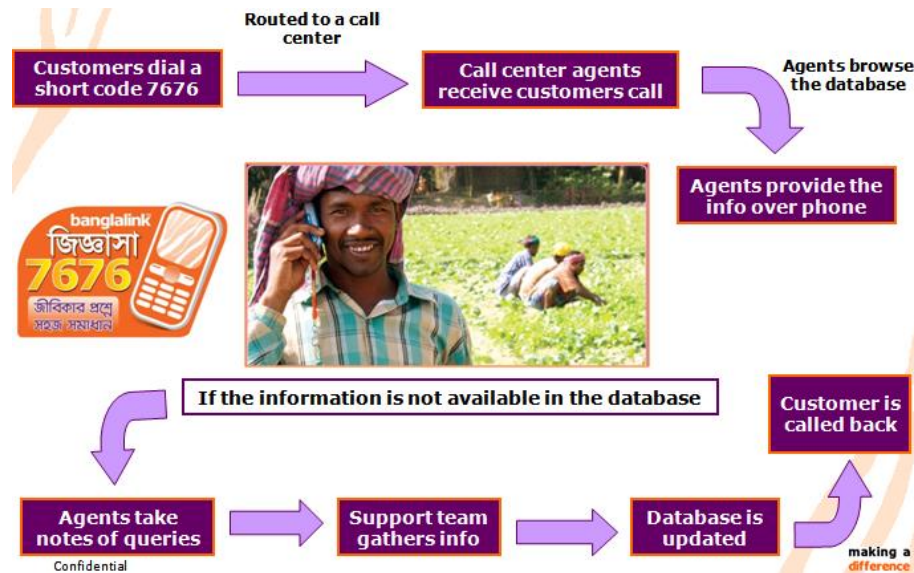 Routed to a call
center
Customers dial a
short code 7676
Call center agents
receive customers call
Agents browse
the database
Agents provide the
info over phone
banglalink
জিজ্ঞাসা
7676
জীবিকার প্রশ্নে
সহজ সমাধান
If the information is not available in the database
Customer is
called back
Agents take
notes of queries
Support team
gathers info
Database is
updated
Confidential
making a
difference